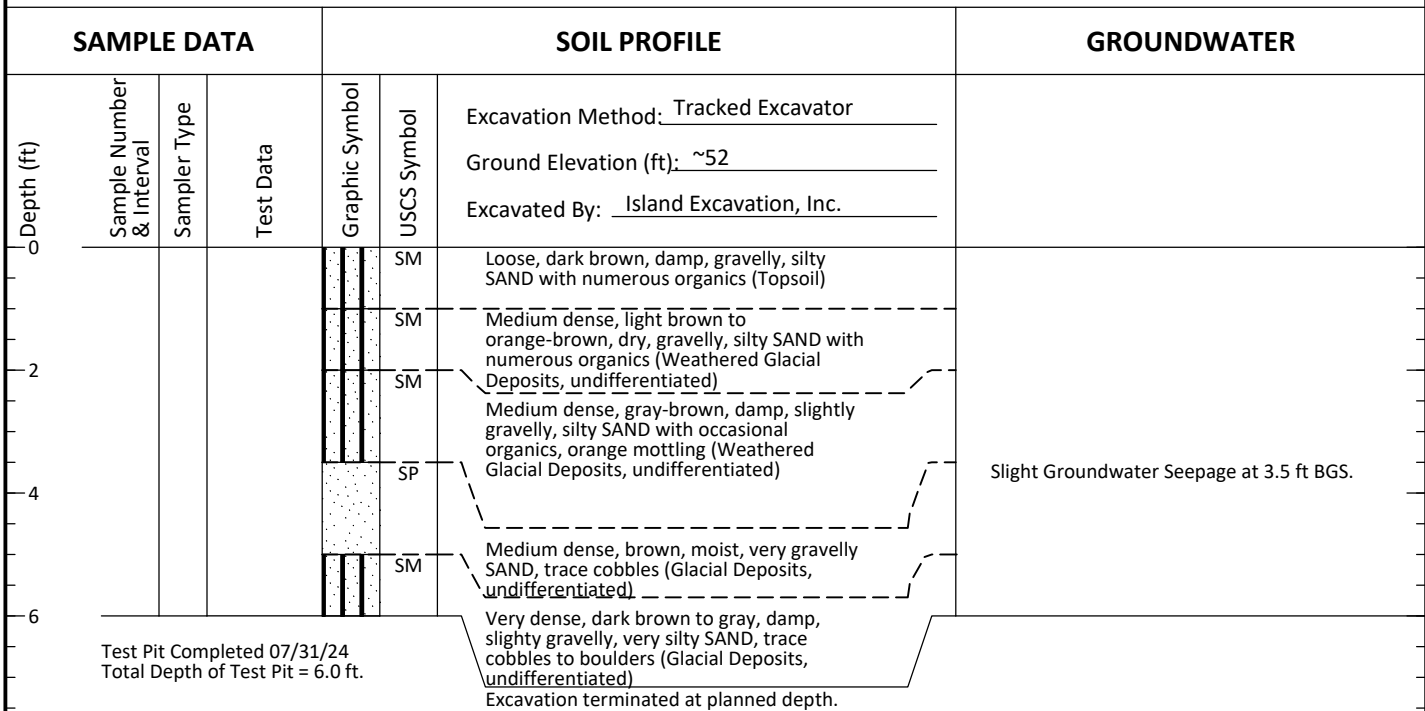 SAMPLE DATA
SOIL PROFILE
GROUNDWATER
Depth (ft)
Sample Number
& Interval
Sampler Type
Test Data
Graphic Symbol
USCS Symbol
Excavation Method: Tracked Excavator
Ground Elevation (ft): ~52
Excavated By: Island Excavation, Inc.
0
SM
Loose, dark brown, damp, gravelly, silty
SAND with numerous organics (Topsoil)
SM
Medium dense, light brown to
orange-brown, dry, gravelly, silty SAND with
numerous organics (Weathered Glacial
Deposits, undifferentiated)
2
SM
Medium dense, gray-brown, damp, slightly
gravelly, silty SAND with occasional
organics, orange mottling (Weathered
Glacial Deposits, undifferentiated)
SP
Slight Groundwater Seepage at 3.5 ft BGS.
4
Medium dense, brown, moist, very gravelly
SAND, trace cobbles (Glacial Deposits,
undifferentiated)
SM
6
Very dense, dark brown to gray, damp,
slighty gravelly, very silty SAND, trace
cobbles to boulders (Glacial Deposits,
undifferentiated)
Excavation terminated at planned depth.
Test Pit Completed 07/31/24
Total Depth of Test Pit = 6.0 ft.